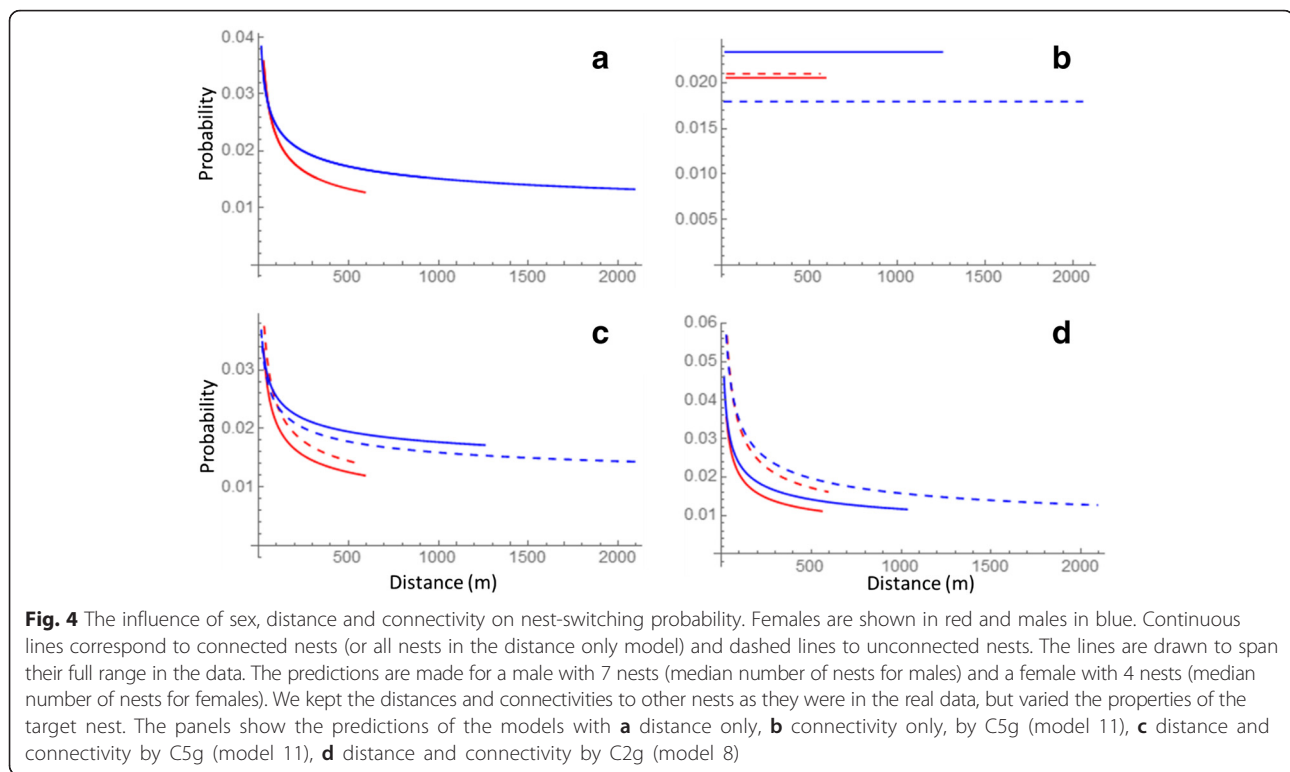 0.04
0.03
0.02
0.01
Probability
500
1000
1500
2000
a
0.020
0.015
0.010
0.005
500
1000
1500
2000
b
0.03
0.02
0.01
Probability
500
1000
1500
2000
Distance (m)
c
0.06
0.05
0.04
0.03
0.02
0.01
500
1000
1500
2000
Distance (m)
d
Fig. 4 The influence of sex, distance and connectivity on nest-switching probability. Females are shown in red and males in blue. Continuous
lines correspond to connected nests (or all nests in the distance only model) and dashed lines to unconnected nests. The lines are drawn to span
their full range in the data. The predictions are made for a male with 7 nests (median number of nests for males) and a female with 4 nests (median
number of nests for females). We kept the distances and connectivities to other nests as they were in the real data, but varied the properties of the
target nest. The panels show the predictions of the models with a distance only, b connectivity only, by C5g (model 11), c distance and
connectivity by C5g (model 11), d distance and connectivity by C2g (model 8)